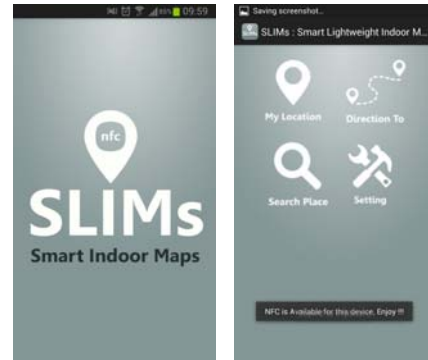 09:59
nfc
SLIMs
Smart Indoor Maps
Saving screenshot...
SLIMs : Smart Lightweight Indoor M...
My Location
Direction To
Search Place
Setting
NFC is Available for this device, Enjoy !!!